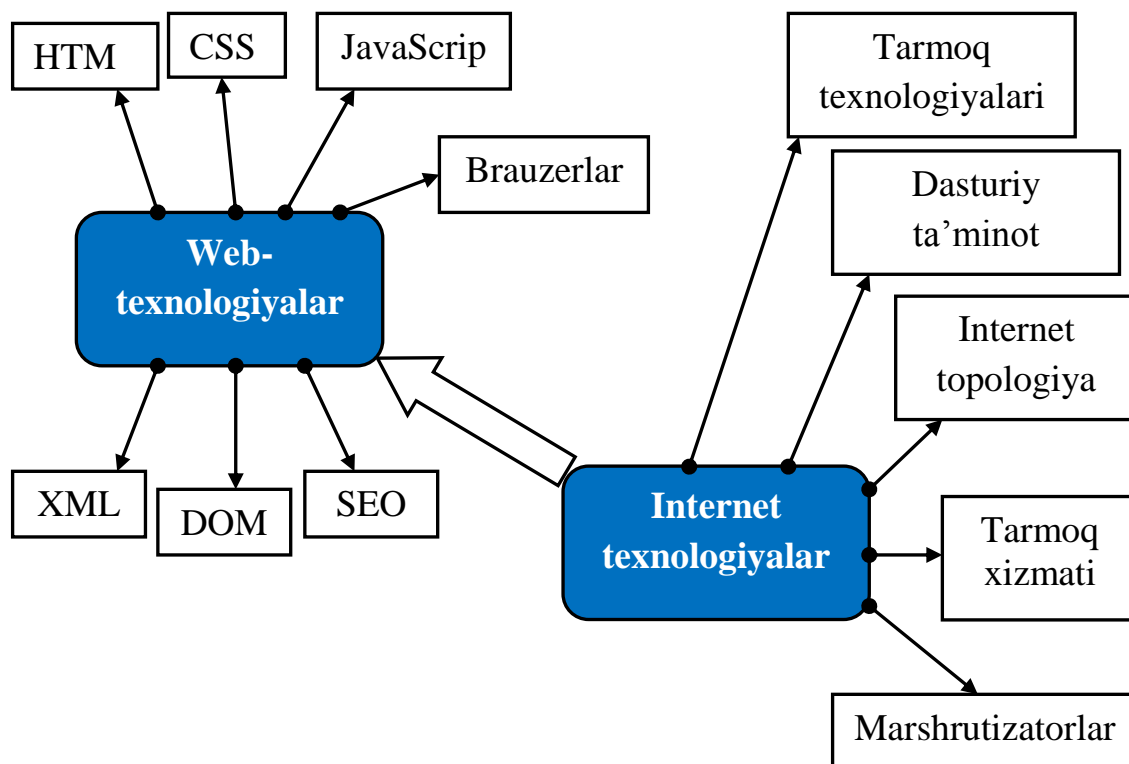 HTM
CSS
JavaScrip
Brauzerlar
Web-
texnologiyalar
XML
DOM
SEO
Tarmoq
texnologiyalari
Dasturiy
ta’minot
Internet
topologiya
Internet
texnologiyalar
Tarmoq
xizmati
Marshrutizatorlar